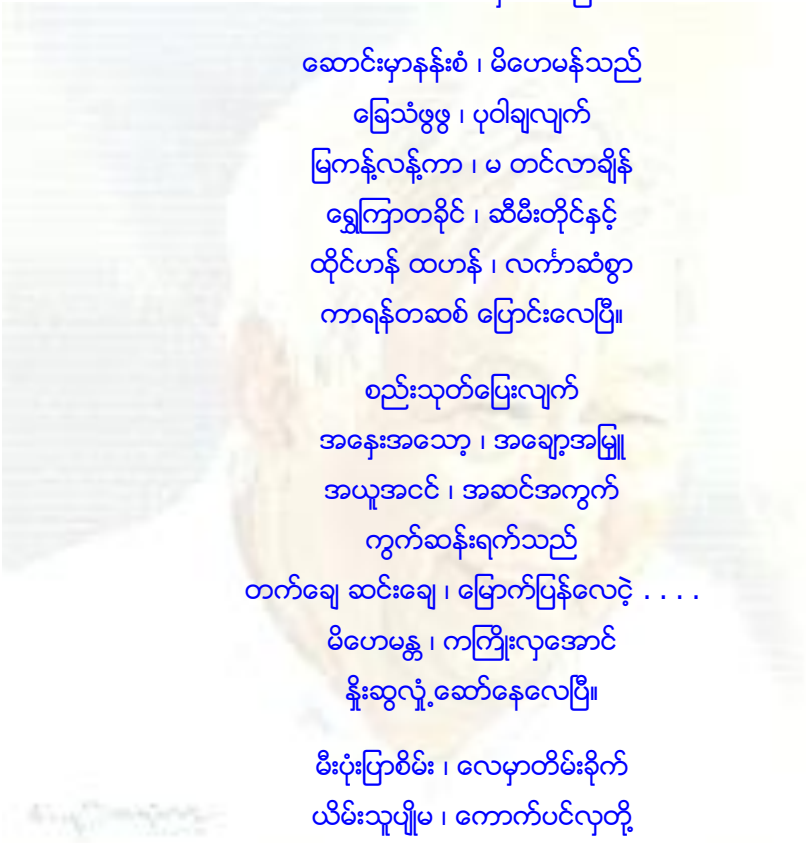 ဆောင်းမှာနန်းစံ ၊ မိဟေမန်သည်
ခြေသံဖွဖွ ၊ ပုဝါချလျက်
မြကန့်လန့်ကာ ၊ မ တင်လာချိန်
ရွှေကြာတခိုင် ၊ ဆီမီးတိုင်နှင့်
ထိုင်ဟန် ထဟန် ၊ လင်္ကာဆံစွာ
ကာရန်တဆစ် ပြောင်းလေပြီ။
စည်းသုတ်ပြေးလျက်
အနှေးအသော့ ၊ အချော့အမြှူ
အယူအငင် ၊ အဆင်အကွက်
ကွက်ဆန်းရက်သည်
တက်ချေ ဆင်းချေ ၊ မြောက်ပြန်လေငဲ့ . . . .
မိဟေမန္တ ၊ ကကြိုးလှအောင်
နှိုးဆွလှုံ့ဆော်နေလေပြီ။
မီးပုံးပြာစိမ်း ၊ လေမှာတိမ်းခိုက်
ယိမ်းသူပျိုမ ၊ ကောက်ပင်လှတို့